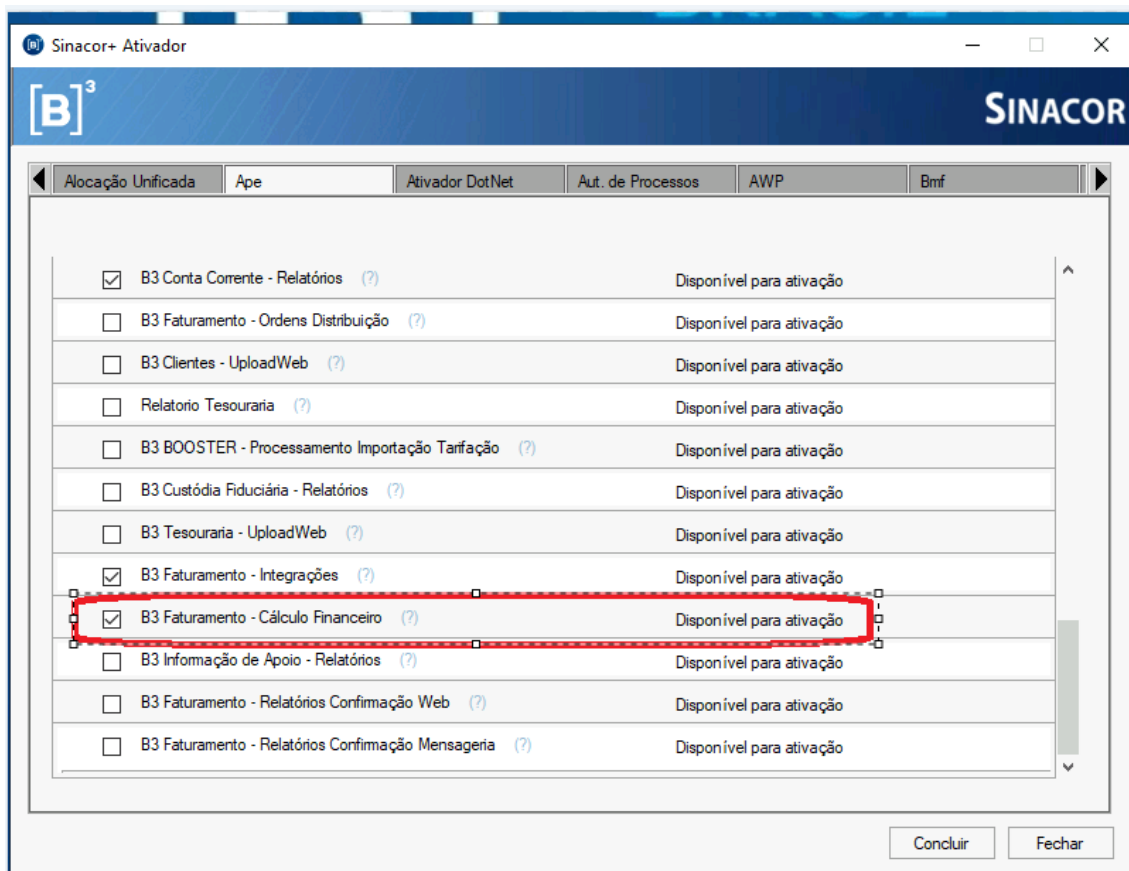 Sinacor+ Ativador
[B]³
SINACOR
Alocação Unificada
Ape
Ativador DotNet
Aut. de Processos
AWP
Bmf
B3 Conta Corrente - Relatórios (?) Disponível para ativação
B3 Faturamento - Ordens Distribuição (?) Disponível para ativação
B3 Clientes - UploadWeb (?) Disponível para ativação
Relatorio Tesouraria (?) Disponível para ativação
B3 BOOSTER - Processamento Importação Tarifação (?) Disponível para ativação
B3 Custódia Fiduciária - Relatórios (?) Disponível para ativação
B3 Tesouraria - UploadWeb (?) Disponível para ativação
B3 Faturamento - Integrações (?) Disponível para ativação
B3 Faturamento - Cálculo Financeiro (?) Disponível para ativação
B3 Informação de Apoio - Relatórios (?) Disponível para ativação
B3 Faturamento - Relatórios Confirmação Web (?) Disponível para ativação
B3 Faturamento - Relatórios Confirmação Mensageria (?) Disponível para ativação
Concluir
Fechar